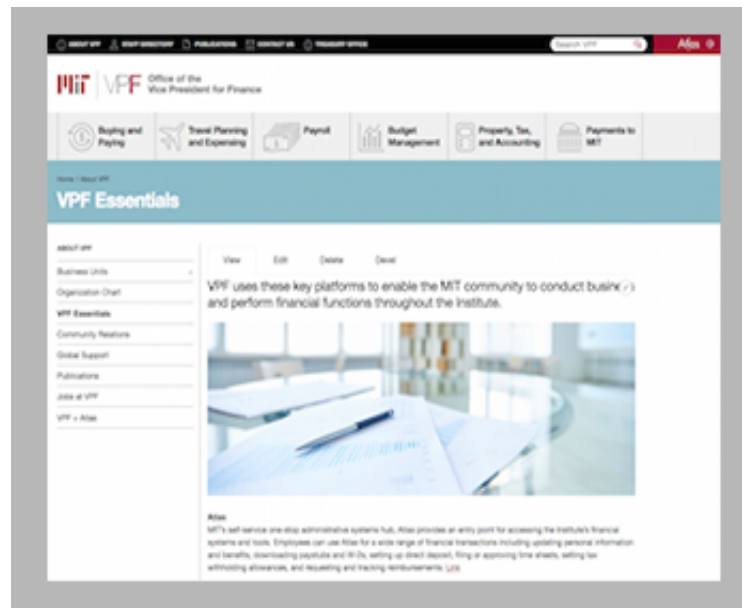 ABOUT VPF STAFF DIRECTORY PUBLICATIONS CONTACT US TREASURY OFFICE Search VPF Atlas
MIT VPF Office of the
Vice President for Finance
Buying and
Paying
Travel Planning
and Expensing
Payroll
Budget
Management
Property, Tax,
and Accounting
Payments to
MIT
Home / About VPF
VPF Essentials
ABOUT VPF
Business Units
Organization Chart
VPF Essentials
Community Relations
Global Support
Publications
Jobs at VPF
VPF + Atlas
View Edit Delete Devel
VPF uses these key platforms to enable the MIT community to conduct business
and perform financial functions throughout the Institute.
Atlas
MIT's self-service one-stop administrative systems hub, Atlas provides an entry point for accessing the Institute's financial
systems and tools. Employees can use Atlas for a wide range of financial transactions including updating personal information
and benefits, downloading paystubs and W-2s, setting up direct deposit, filing or approving time sheets, setting tax
withholding allowances, and requesting and tracking reimbursements. Link